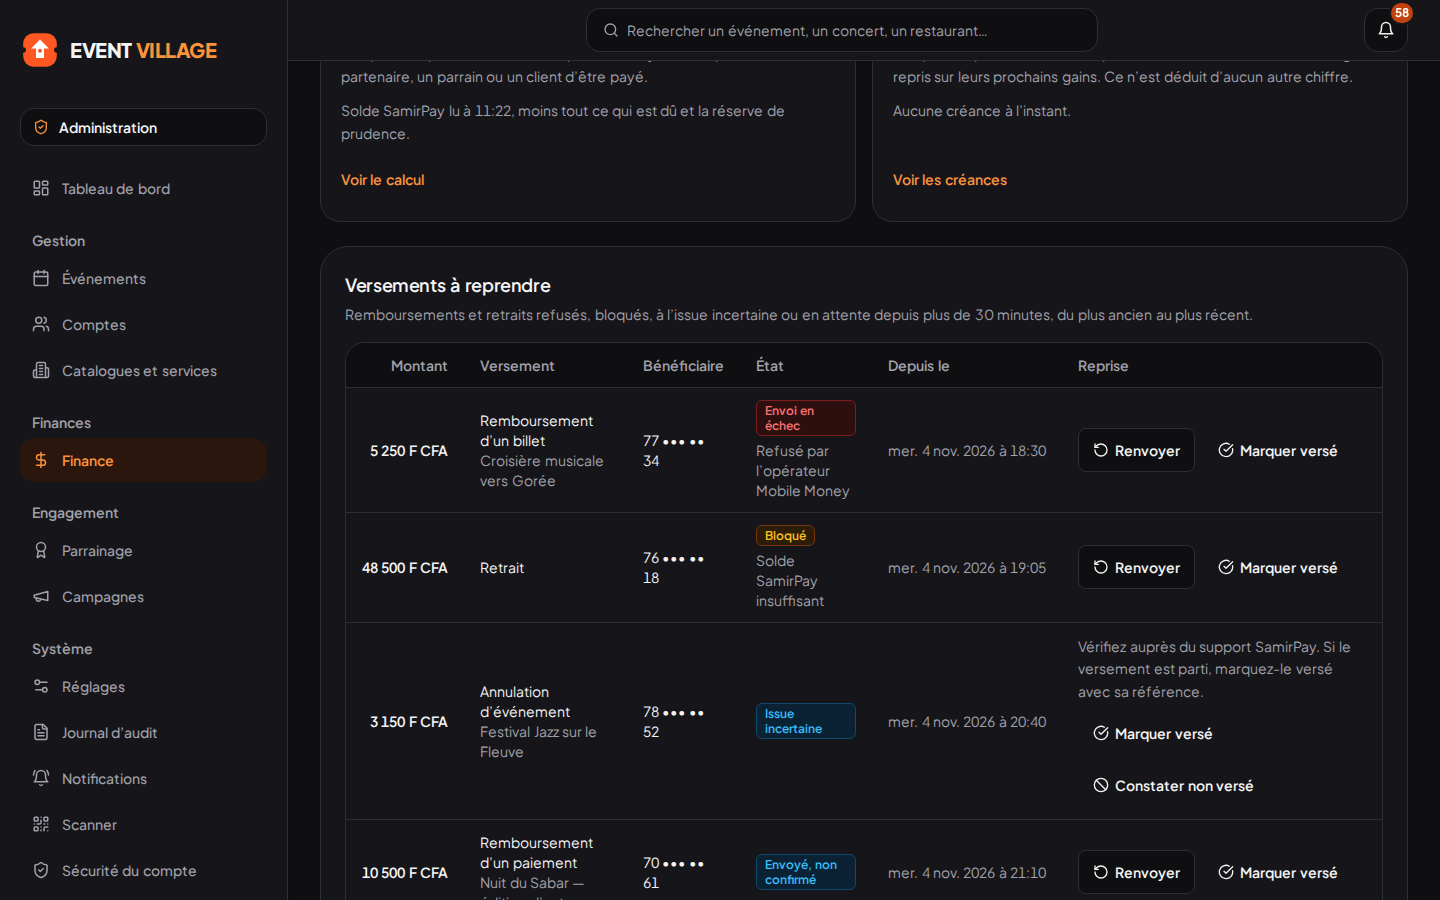 EVENT VILLAGE
Rechercher un événement, un concert, un restaurant...
58
Administration
Tableau de bord
Gestion
Événements
Comptes
Catalogues et services
Finances
Finance
Engagement
Parrainage
Campagnes
Système
Réglages
Journal d'audit
Notifications
Scanner
Sécurité du compte
partenaire, un parrain ou un client d'être payé.
Solde SamirPay lu à 11:22, moins tout ce qui est dû et la réserve de
prudence.
Voir le calcul
repris sur leurs prochains gains. Ce n'est déduit d'aucun autre chiffre.
Aucune créance à l'instant.
Voir les créances
Versements à reprendre
Remboursements et retraits refusés, bloqués, à l'issue incertaine ou en attente depuis plus de 30 minutes, du plus ancien au plus récent.
Montant Versement Bénéficiaire État Depuis le Reprise
5 250 F CFA
Remboursement
d'un billet
Croisière musicale
vers Gorée
77 ••• ••
34
Envoi en
échec
Refusé par
l'opérateur
Mobile Money
mer. 4 nov. 2026 à 18:30
Renvoyer
Marquer versé
48 500 F CFA
Retrait
76 ••• ••
18
Bloqué
Solde
SamirPay
insuffisant
mer. 4 nov. 2026 à 19:05
Renvoyer
Marquer versé
3 150 F CFA
Annulation
d'événement
Festival Jazz sur le
Fleuve
78 ••• ••
52
Issue
incertaine
mer. 4 nov. 2026 à 20:40
Vérifiez auprès du support SamirPay. Si le
versement est parti, marquez-le versé
avec sa référence.
Marquer versé
Constater non versé
10 500 F CFA
Remboursement
d'un paiement
Nuit du Sabar —
70 ••• ••
61
Envoyé, non
confirmé
mer. 4 nov. 2026 à 21:10
Renvoyer
Marquer versé